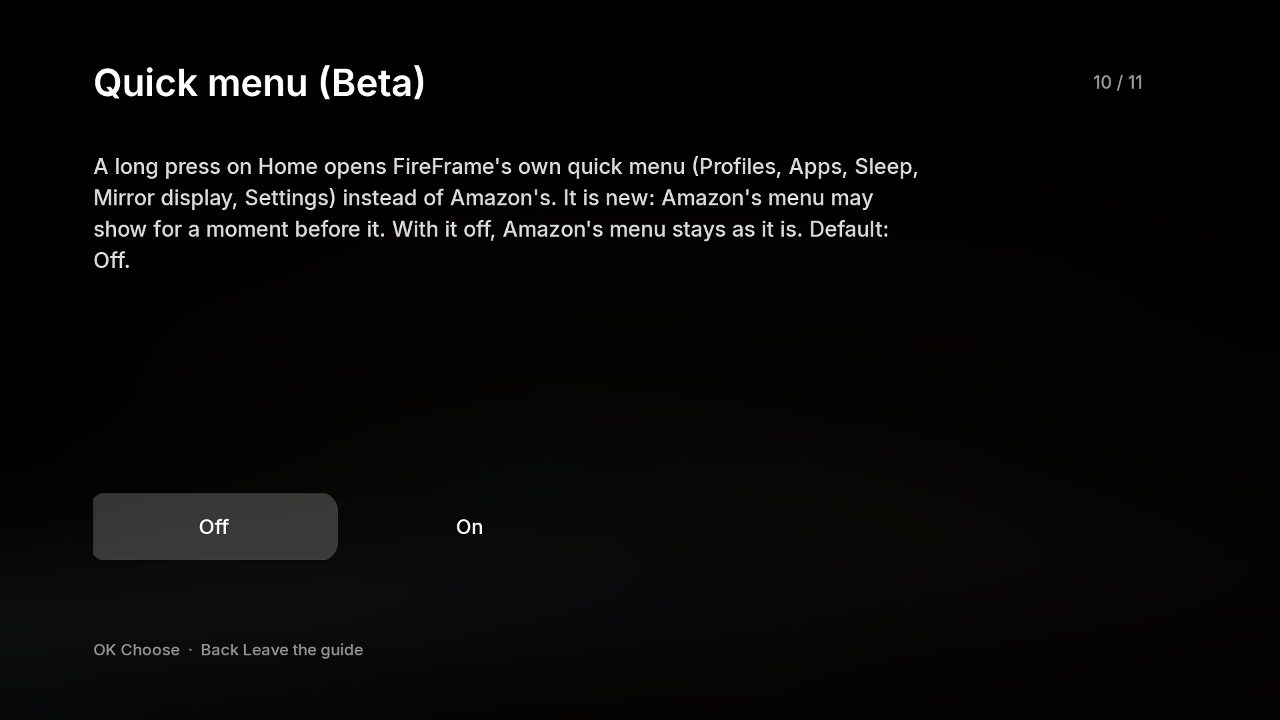 Quick menu (Beta)
10 / 11
A long press on Home opens FireFrame's own quick menu (Profiles, Apps, Sleep,
Mirror display, Settings) instead of Amazon's. It is new: Amazon's menu may
show for a moment before it. With it off, Amazon's menu stays as it is. Default:
Off.
Off
On
OK Choose · Back Leave the guide